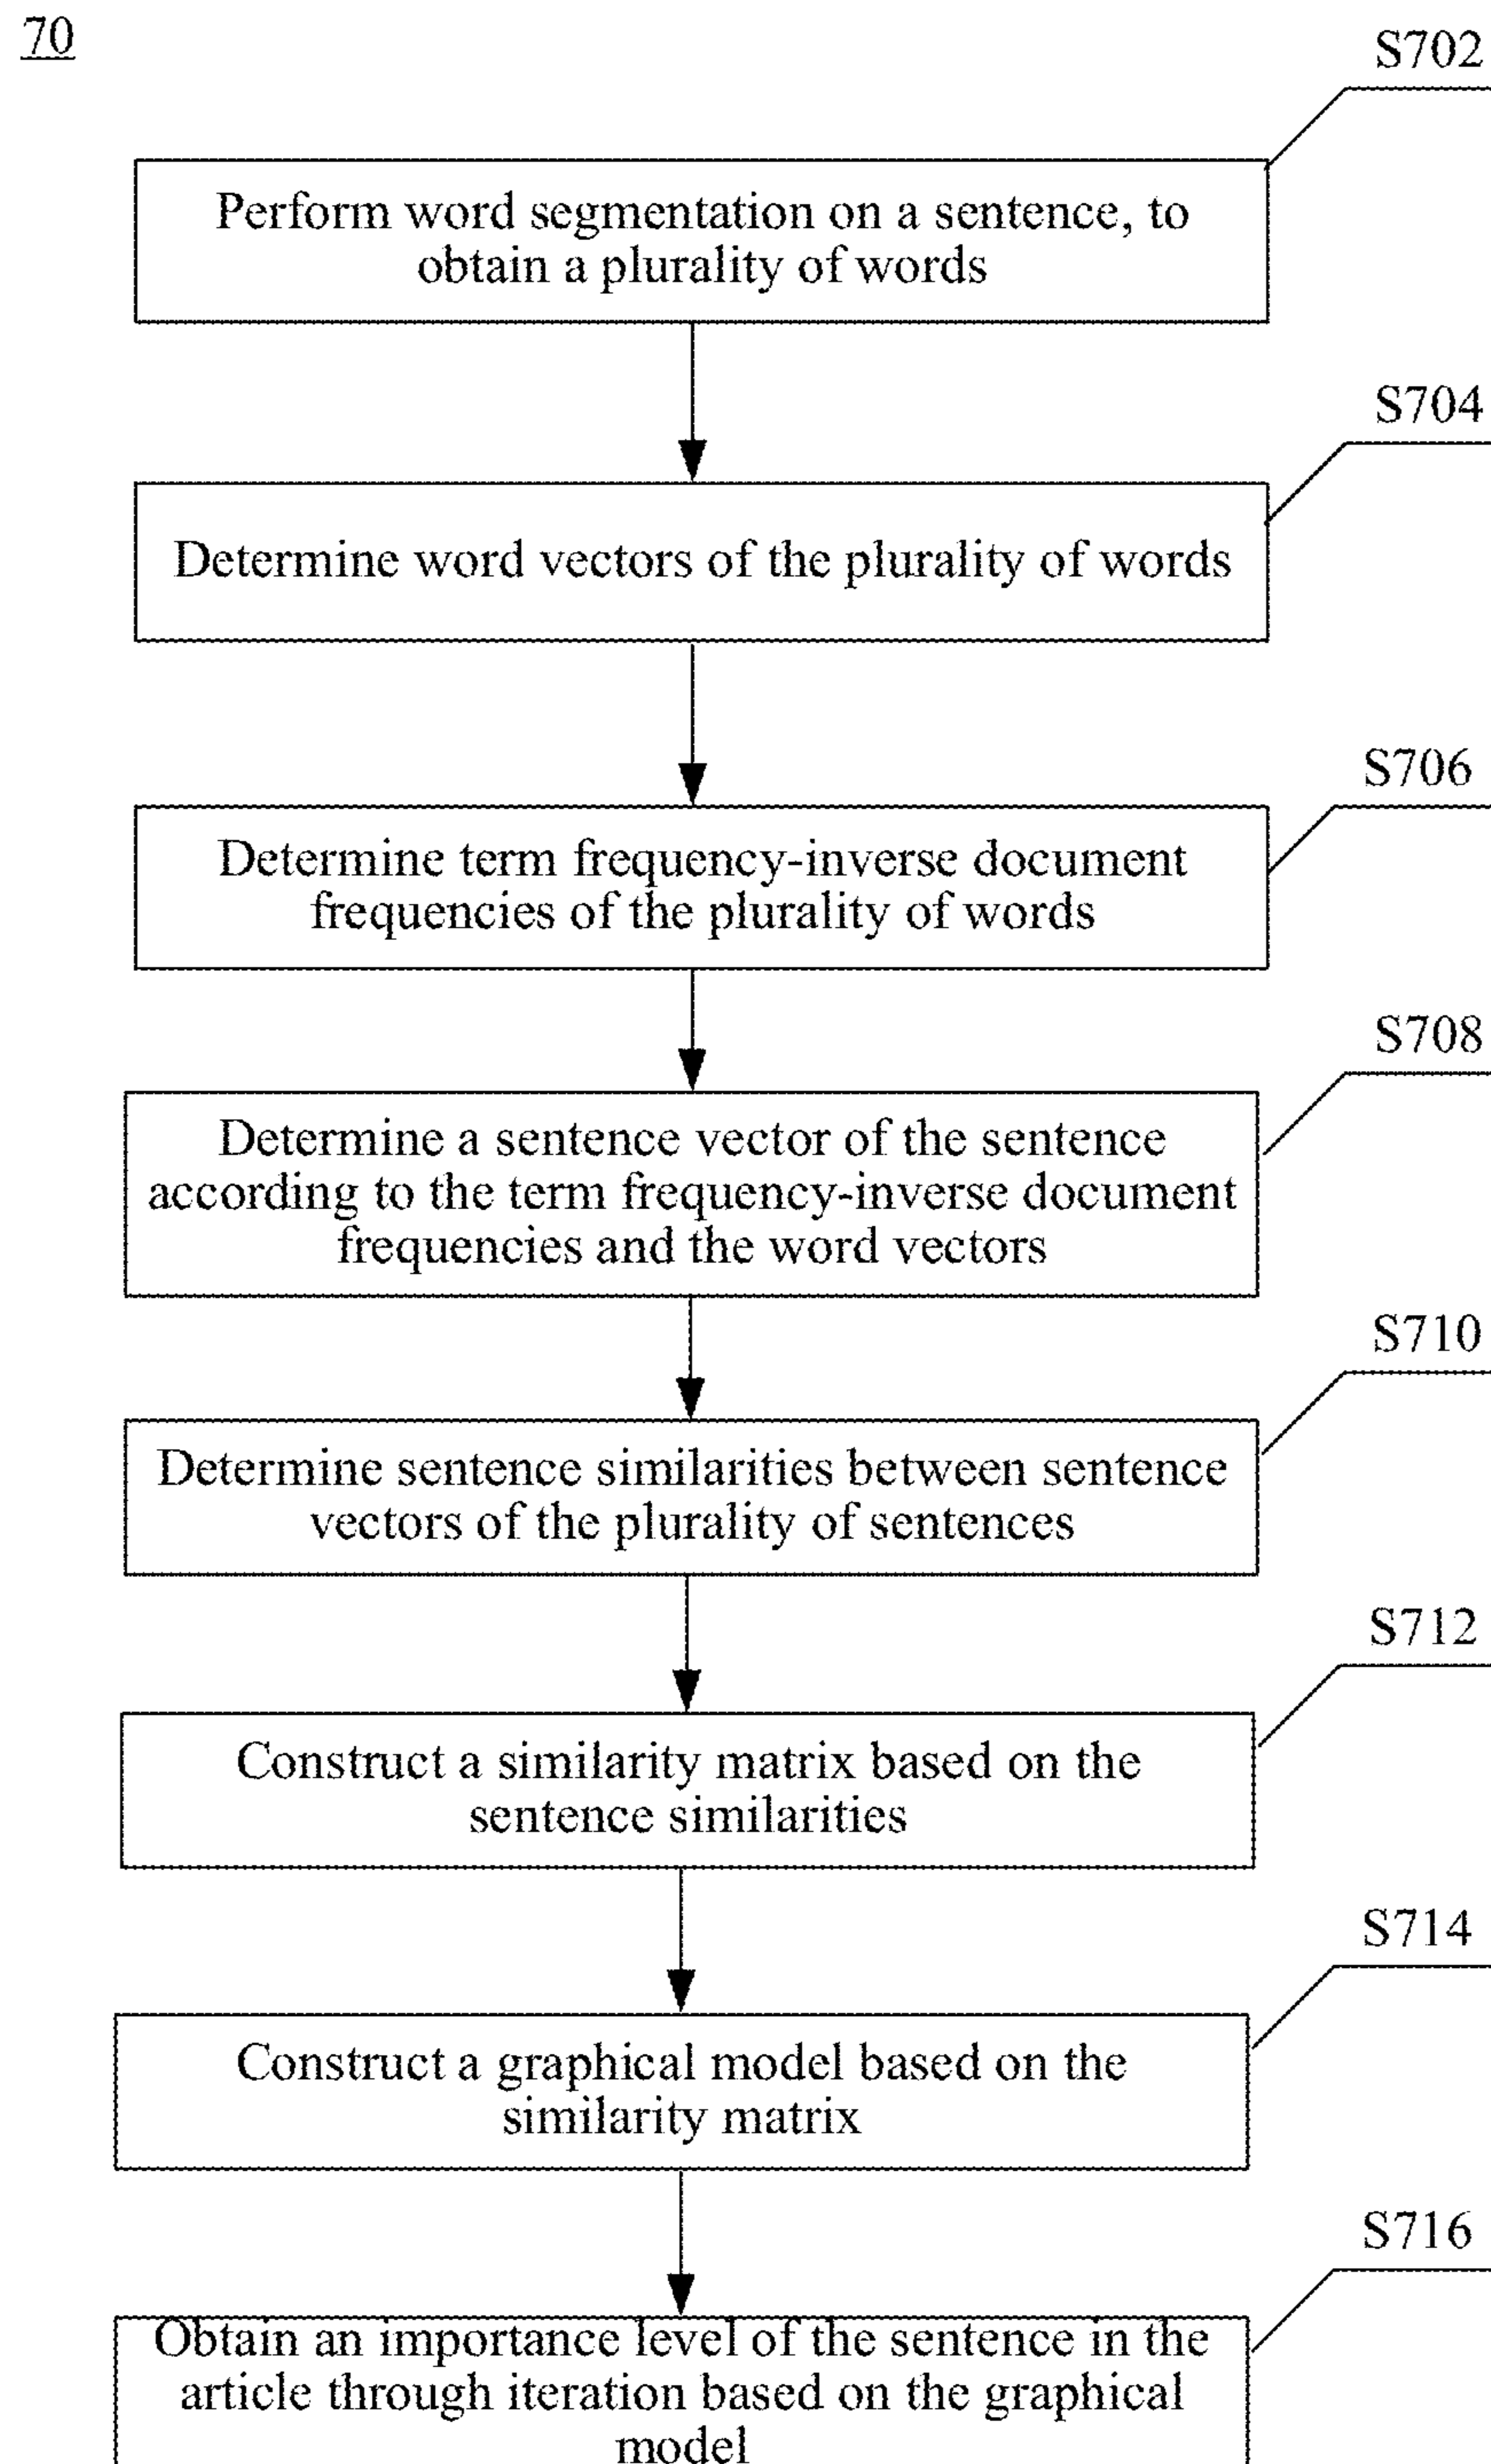 70
S702
Perform word segmentation on a sentence, to
obtain a plurality of words
S704
Determine word vectors of the plurality of words
S706
Determine term frequency-inverse document
frequencies of the plurality of words
S708
Determine a sentence vector of the sentence
according to the term frequency-inverse document
frequencies and the word vectors
S710
Determine sentence similarities between sentence
vectors of the plurality of sentences
S712
Construct a similarity matrix based on the
sentence similarities
S714
Construct a graphical model based on the
similarity matrix
S716
Obtain an importance level of the sentence in the
article through iteration based on the graphical
model